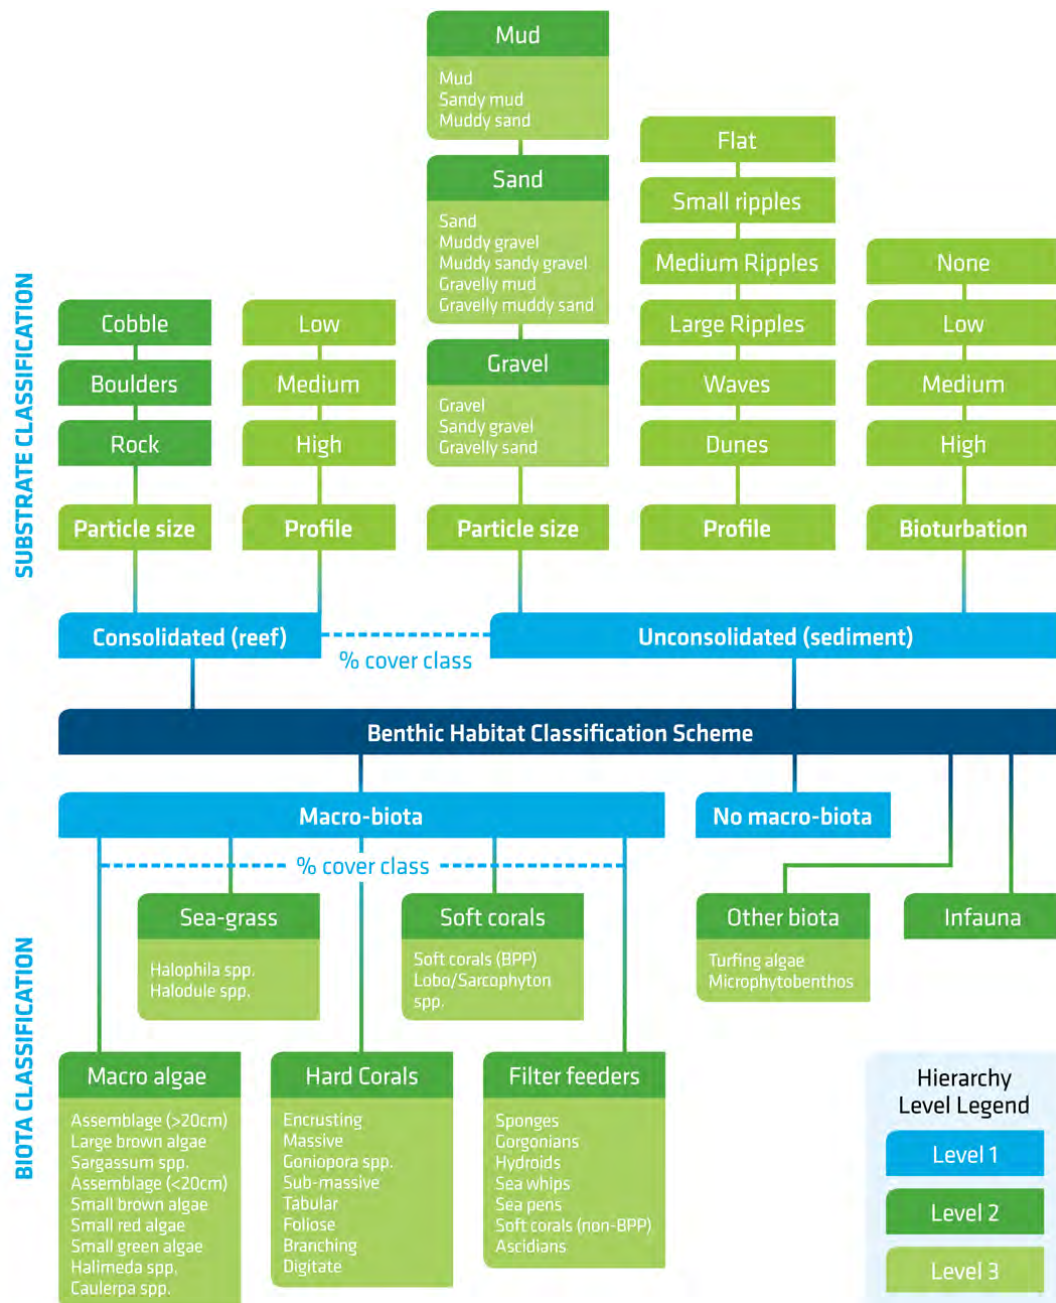 SUBSTRATE CLASSIFICATION
Cobble
Boulders
Rock
Particle size
Low
Medium
High
Profile
Mud
Mud
Sandy mud
Muddy sand
Sand
Sand
Muddy gravel
Muddy sandy gravel
Gravelly mud
Gravelly muddy sand
Gravel
Gravel
Sandy gravel
Gravelly sand
Particle size
Flat
Small ripples
Medium Ripples
Large Ripples
Waves
Dunes
Profile
None
Low
Medium
High
Bioturbation
Consolidated (reef)
% cover class
Unconsolidated (sediment)
Benthic Habitat Classification Scheme
BIOTA CLASSIFICATION
Macro-biota
No macro-biota
% cover class
Sea-grass
Halophila spp.
Halodule spp.
Soft corals
Soft corals (BPP)
Lobo/Sarcophyton
spp.
Other biota
Turfing algae
Microphytobenthos
Infauna
Macro algae
Assemblage (>20cm)
Large brown algae
Sargassum spp.
Assemblage (<20cm)
Small brown algae
Small red algae
Small green algae
Halimeda spp.
Caulerpa spp.
Hard Corals
Encrusting
Massive
Goniopora spp.
Sub-massive
Tabular
Foliose
Branching
Digitate
Filter feeders
Sponges
Gorgonians
Hydroids
Sea whips
Sea pens
Soft corals (non-BPP)
Ascidians
Hierarchy
Level Legend
Level 1
Level 2
Level 3